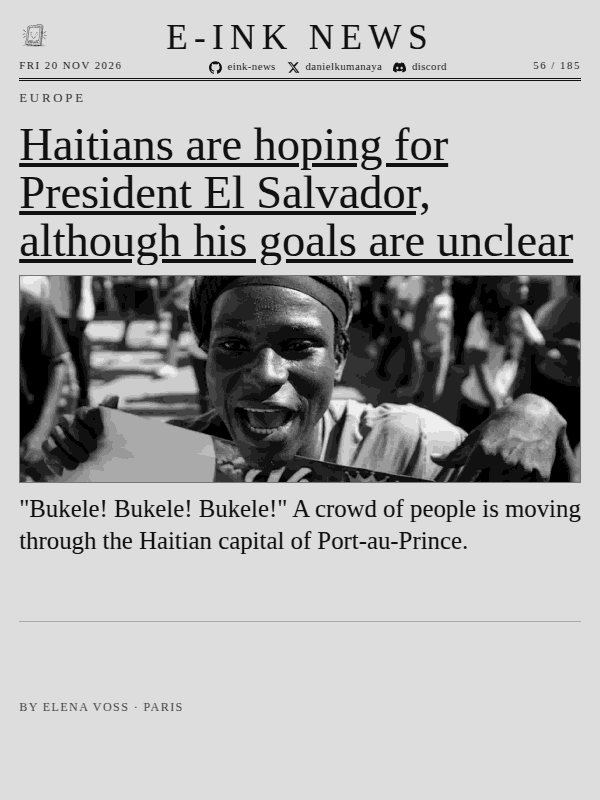 E-INK NEWS
FRI 20 NOV 2026
eink-news
danielkumanaya
discord
56 / 185
EUROPE
Haitians are hoping for
President El Salvador,
although his goals are unclear
"Bukele! Bukele! Bukele!" A crowd of people is moving
through the Haitian capital of Port-au-Prince.
BY ELENA VOSS · PARIS